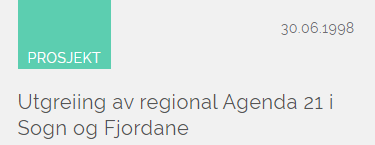 30.06.1998
PROSJEKT
Utgreiing av regional Agenda 21 i
Sogn og Fjordane